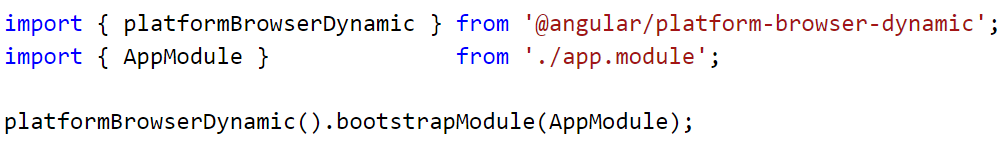 import { platformBrowserDynamic } from '@angular/platform-browser-dynamic';
import { AppModule }              from './app.module';

platformBrowserDynamic().bootstrapModule(AppModule);